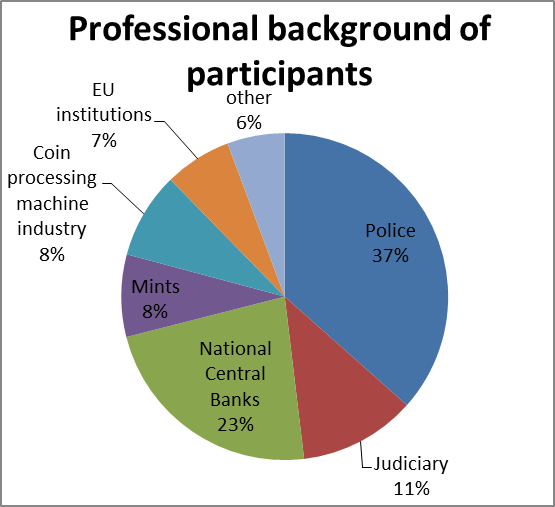 Professional background of
participants
other
6%
EU
institutions
7%
Coin
processing
machine
industry
8%
Police
37%
Mints
8%
National
Central
Banks
23%
Judiciary
11%